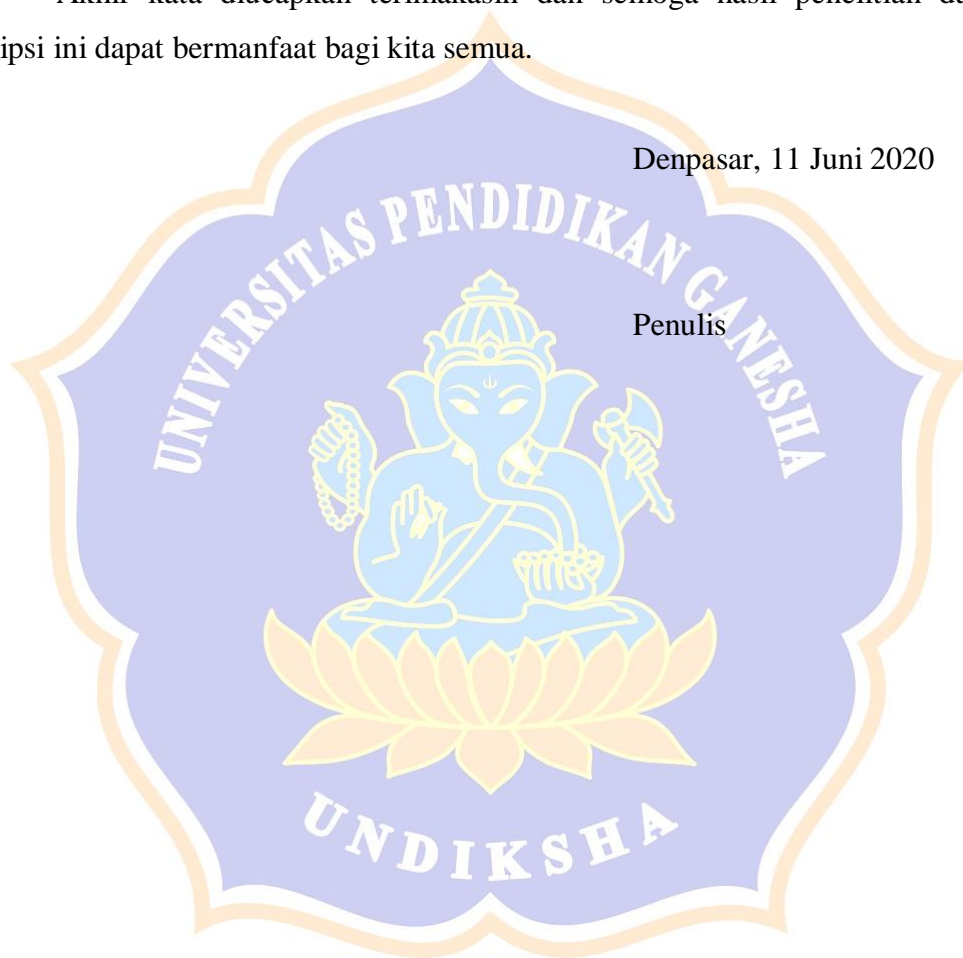 Akhir kata diucapkan terimakasih dan semoga hasil penelitian da
ipsi ini dapat bermanfaat bagi kita semua.
Denpasar, 11 Juni 2020
UNIVERSITAS PENDIDIKAN GANESHA
Penulis
UNDIKSHA